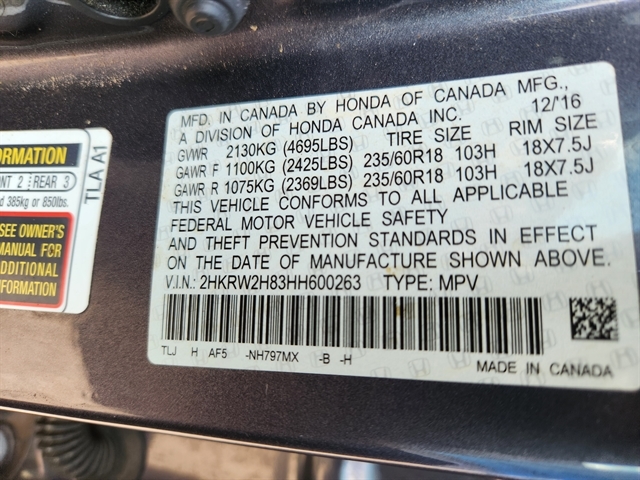 MFD. IN CANADA BY HONDA OF CANADA MFG.,
A DIVISION OF HONDA CANADA INC. 12/'16
GVWR 2130KG (4695LBS) TIRE SIZE RIM SIZE
GAWR F 1100KG (2425LBS) 235/60R18 103H 18X7.5J
GAWR R 1075KG (2369LBS) 235/60R18 103H 18X7.5J
THIS VEHICLE CONFORMS TO ALL APPLICABLE
FEDERAL MOTOR VEHICLE SAFETY
AND THEFT PREVENTION STANDARDS IN EFFECT
ON THE DATE OF MANUFACTURE SHOWN ABOVE.
V.I.N.: 2HKRW2H83HH600263 TYPE: MPV
TLJ H AF5 -NH797MX -B -H
MADE IN CANADA
TLA A1
2 REAR 3
385kg or 850lbs.
SEE OWNER'S
MANUAL FOR
ADDITIONAL